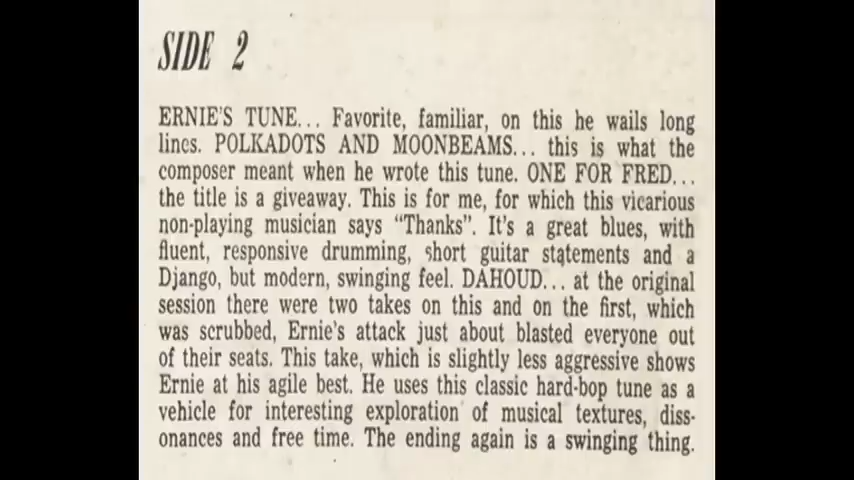 SIDE 2
ERNIE'S TUNE... Favorite, familiar, on this he wails long
lines. POLKADOTS AND MOONBEAMS... this is what the
composer meant when he wrote this tune. ONE FOR FRED...
the title is a giveaway. This is for me, for which this vicarious
non-playing musician says “Thanks”. It's a great blues, with
fluent, responsive drumming, short guitar statements and a
Django, but modern, swinging feel. DAHOUD... at the original
session there were two takes on this and on the first, which
was scrubbed, Ernie's attack just about blasted everyone out
of their seats. This take, which is slightly less aggressive shows
Ernie at his agile best. He uses this classic hard-bop tune as a
vehicle for interesting exploration of musical textures, diss-
onances and free time. The ending again is a swinging thing.